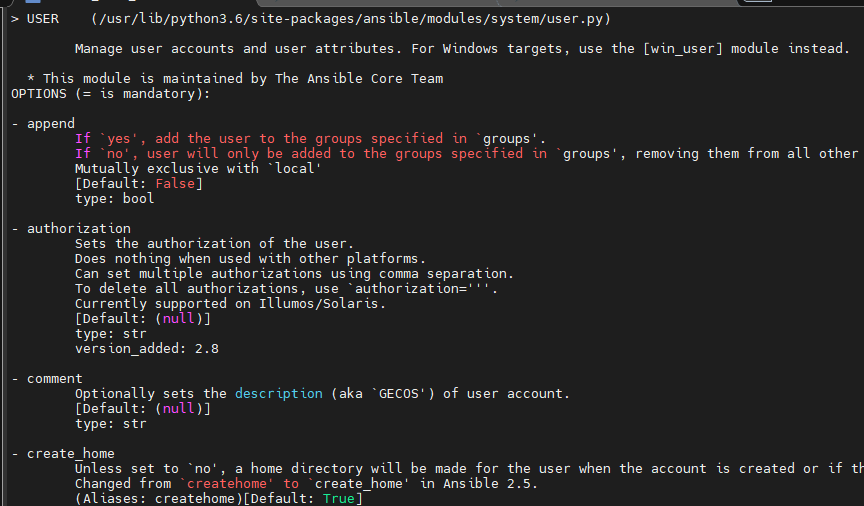 > USER    (/usr/lib/python3.6/site-packages/ansible/modules/system/user.py)
Manage user accounts and user attributes. For Windows targets, use the [win_user] module instead.
* This module is maintained by The Ansible Core Team
OPTIONS (= is mandatory):
- append
If `yes', add the user to the groups specified in `groups'.
If `no', user will only be added to the groups specified in `groups', removing them from all other
Mutually exclusive with `local'
[Default: False]
type: bool
- authorization
Sets the authorization of the user.
Does nothing when used with other platforms.
Can set multiple authorizations using comma separation.
To delete all authorizations, use `authorization='''.
Currently supported on Illumos/Solaris.
[Default: (null)]
type: str
version_added: 2.8
- comment
Optionally sets the description (aka `GECOS') of user account.
[Default: (null)]
type: str
- create_home
Unless set to `no', a home directory will be made for the user when the account is created or if
Changed from `createhome' to `create_home' in Ansible 2.5.
(Aliases: createhome)[Default: True]